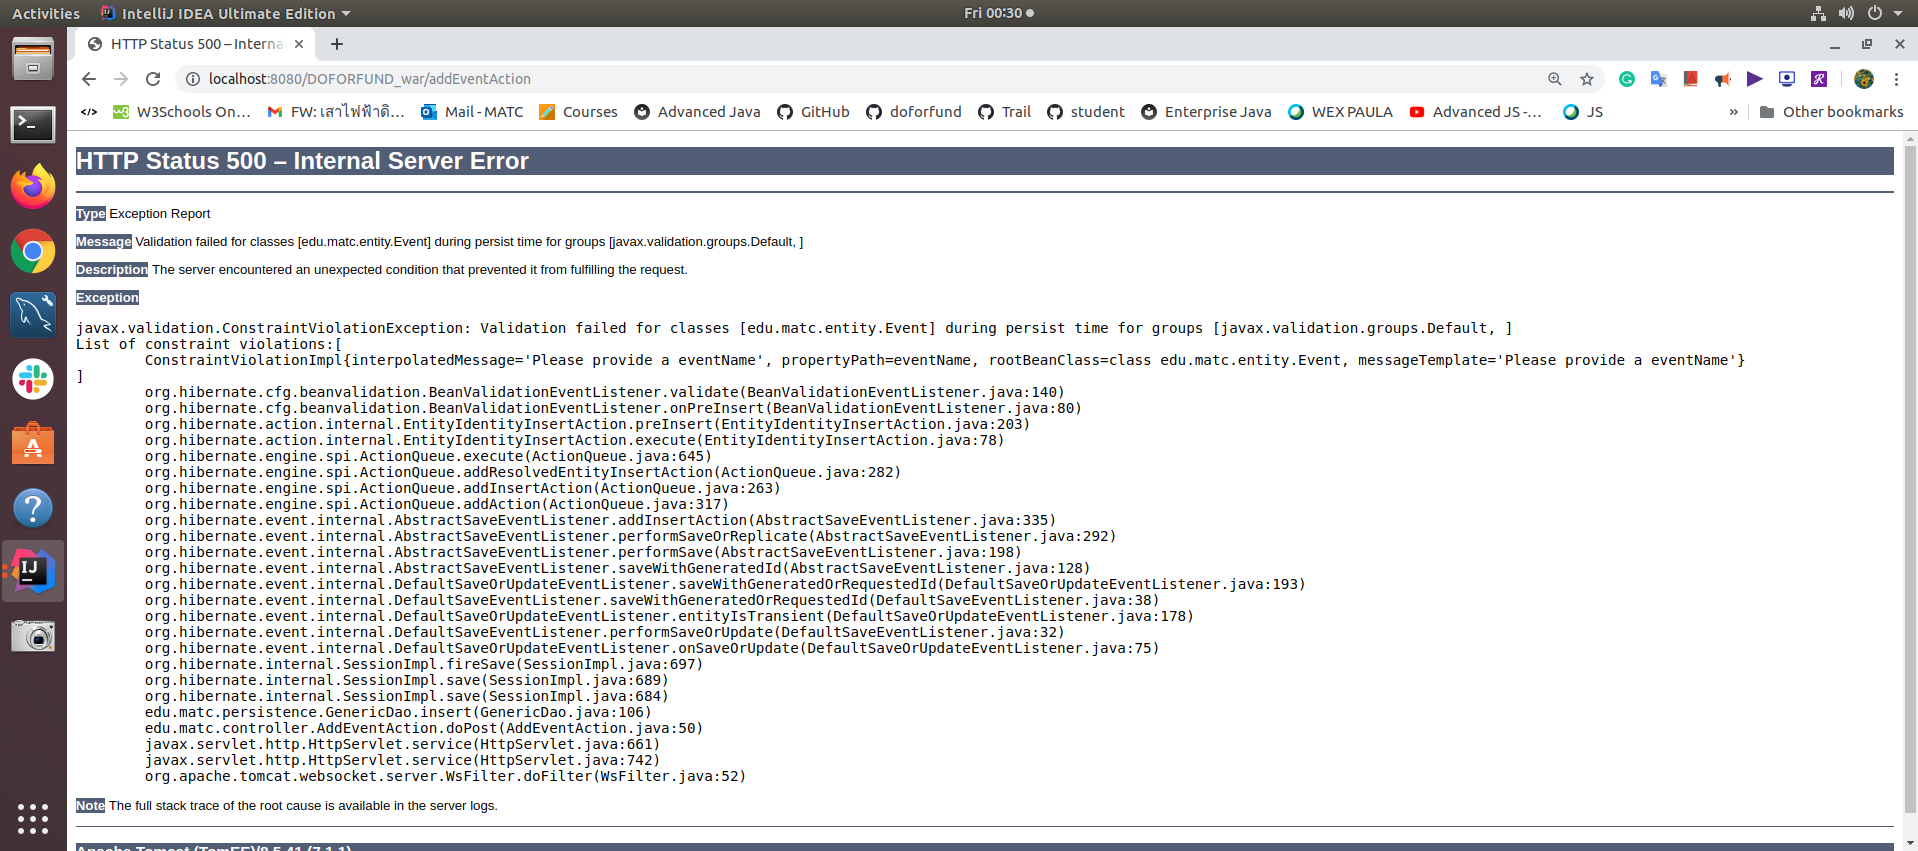 Activities IntelliJ IDEA Ultimate Edition Fri 00:30
HTTP Status 500 – Interna
localhost:8080/DOFORFUND_war/addEventAction
W3Schools On… FW: เสาไฟฟ้าดิ… Mail - MATC Courses Advanced Java GitHub doforfund Trail student Enterprise Java WEX PAULA Advanced JS -… JS » Other bookmarks
HTTP Status 500 – Internal Server Error
Type Exception Report
Message Validation failed for classes [edu.matc.entity.Event] during persist time for groups [javax.validation.groups.Default, ]
Description The server encountered an unexpected condition that prevented it from fulfilling the request.
Exception
javax.validation.ConstraintViolationException: Validation failed for classes [edu.matc.entity.Event] during persist time for groups [javax.validation.groups.Default, ]
List of constraint violations:[
ConstraintViolationImpl{interpolatedMessage='Please provide a eventName', propertyPath=eventName, rootBeanClass=class edu.matc.entity.Event, messageTemplate='Please provide a eventName'}
]
org.hibernate.cfg.beanvalidation.BeanValidationEventListener.validate(BeanValidationEventListener.java:140)
org.hibernate.cfg.beanvalidation.BeanValidationEventListener.onPreInsert(BeanValidationEventListener.java:80)
org.hibernate.action.internal.EntityIdentityInsertAction.preInsert(EntityIdentityInsertAction.java:203)
org.hibernate.action.internal.EntityIdentityInsertAction.execute(EntityIdentityInsertAction.java:78)
org.hibernate.engine.spi.ActionQueue.execute(ActionQueue.java:645)
org.hibernate.engine.spi.ActionQueue.addResolvedEntityInsertAction(ActionQueue.java:282)
org.hibernate.engine.spi.ActionQueue.addInsertAction(ActionQueue.java:263)
org.hibernate.engine.spi.ActionQueue.addAction(ActionQueue.java:317)
org.hibernate.event.internal.AbstractSaveEventListener.addInsertAction(AbstractSaveEventListener.java:335)
org.hibernate.event.internal.AbstractSaveEventListener.performSaveOrReplicate(AbstractSaveEventListener.java:292)
org.hibernate.event.internal.AbstractSaveEventListener.performSave(AbstractSaveEventListener.java:198)
org.hibernate.event.internal.AbstractSaveEventListener.saveWithGeneratedId(AbstractSaveEventListener.java:128)
org.hibernate.event.internal.DefaultSaveOrUpdateEventListener.saveWithGeneratedOrRequestedId(DefaultSaveOrUpdateEventListener.java:193)
org.hibernate.event.internal.DefaultSaveEventListener.saveWithGeneratedOrRequestedId(DefaultSaveEventListener.java:38)
org.hibernate.event.internal.DefaultSaveOrUpdateEventListener.entityIsTransient(DefaultSaveOrUpdateEventListener.java:178)
org.hibernate.event.internal.DefaultSaveEventListener.performSaveOrUpdate(DefaultSaveEventListener.java:32)
org.hibernate.event.internal.DefaultSaveOrUpdateEventListener.onSaveOrUpdate(DefaultSaveOrUpdateEventListener.java:75)
org.hibernate.internal.SessionImpl.fireSave(SessionImpl.java:697)
org.hibernate.internal.SessionImpl.save(SessionImpl.java:689)
org.hibernate.internal.SessionImpl.save(SessionImpl.java:684)
edu.matc.persistence.GenericDao.insert(GenericDao.java:106)
edu.matc.controller.AddEventAction.doPost(AddEventAction.java:50)
javax.servlet.http.HttpServlet.service(HttpServlet.java:661)
javax.servlet.http.HttpServlet.service(HttpServlet.java:742)
org.apache.tomcat.websocket.server.WsFilter.doFilter(WsFilter.java:52)
Note The full stack trace of the root cause is available in the server logs.
Apache Tomcat (TomEE)/8.5.41 (7.1.1)